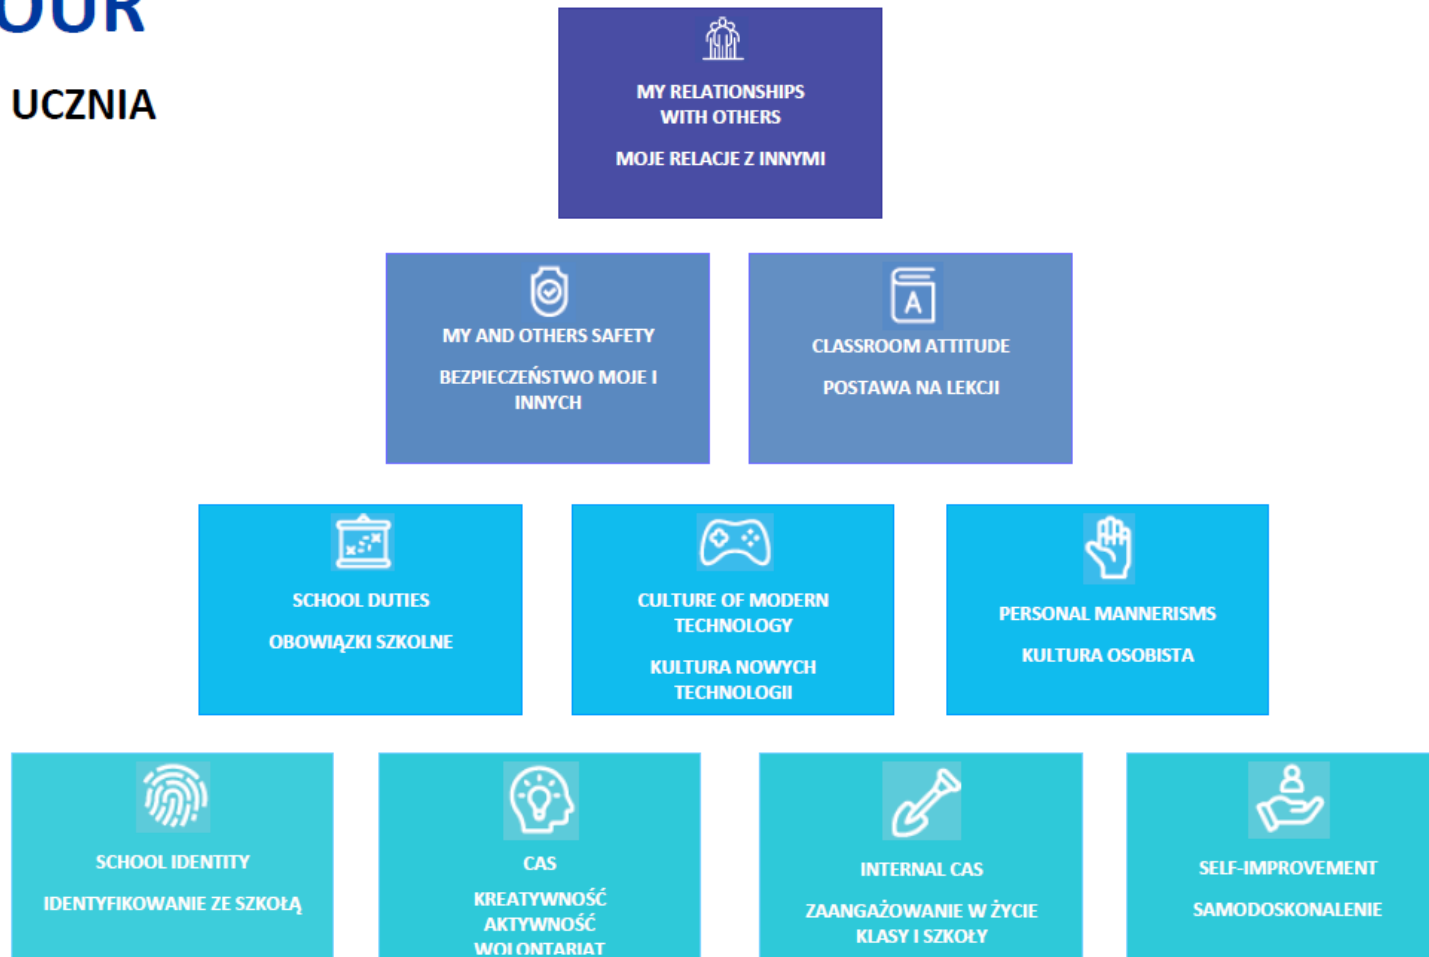 OUR
UCZNIA
MY RELATIONSHIPS
WITH OTHERS
MOJE RELACJE Z INNYMI
MY AND OTHERS SAFETY
BEZPIECZEŃSTWO MOJE I
INNYCH
CLASSROOM ATTITUDE
POSTAWA NA LEKCJI
SCHOOL DUTIES
OBOWIĄZKI SZKOLNE
CULTURE OF MODERN
TECHNOLOGY
KULTURA NOWYCH
TECHNOLOGII
PERSONAL MANNERISMS
KULTURA OSOBISTA
SCHOOL IDENTITY
IDENTYFIKOWANIE ZE SZKOŁĄ
CAS
KREATYWNOŚĆ
AKTYWNOŚĆ
WOLONTARIAT
INTERNAL CAS
ZAANGAŻOWANIE W ŻYCIE
KLASY I SZKOŁY
SELF-IMPROVEMENT
SAMODOSKONALENIE